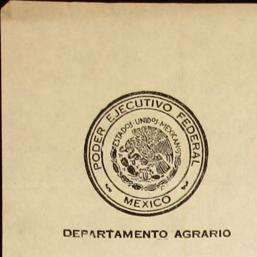 PODER EJECUTIVO FEDERAL
ESTADOS UNIDOS MEXICANOS
MEXICO
DEPARTAMENTO AGRARIO